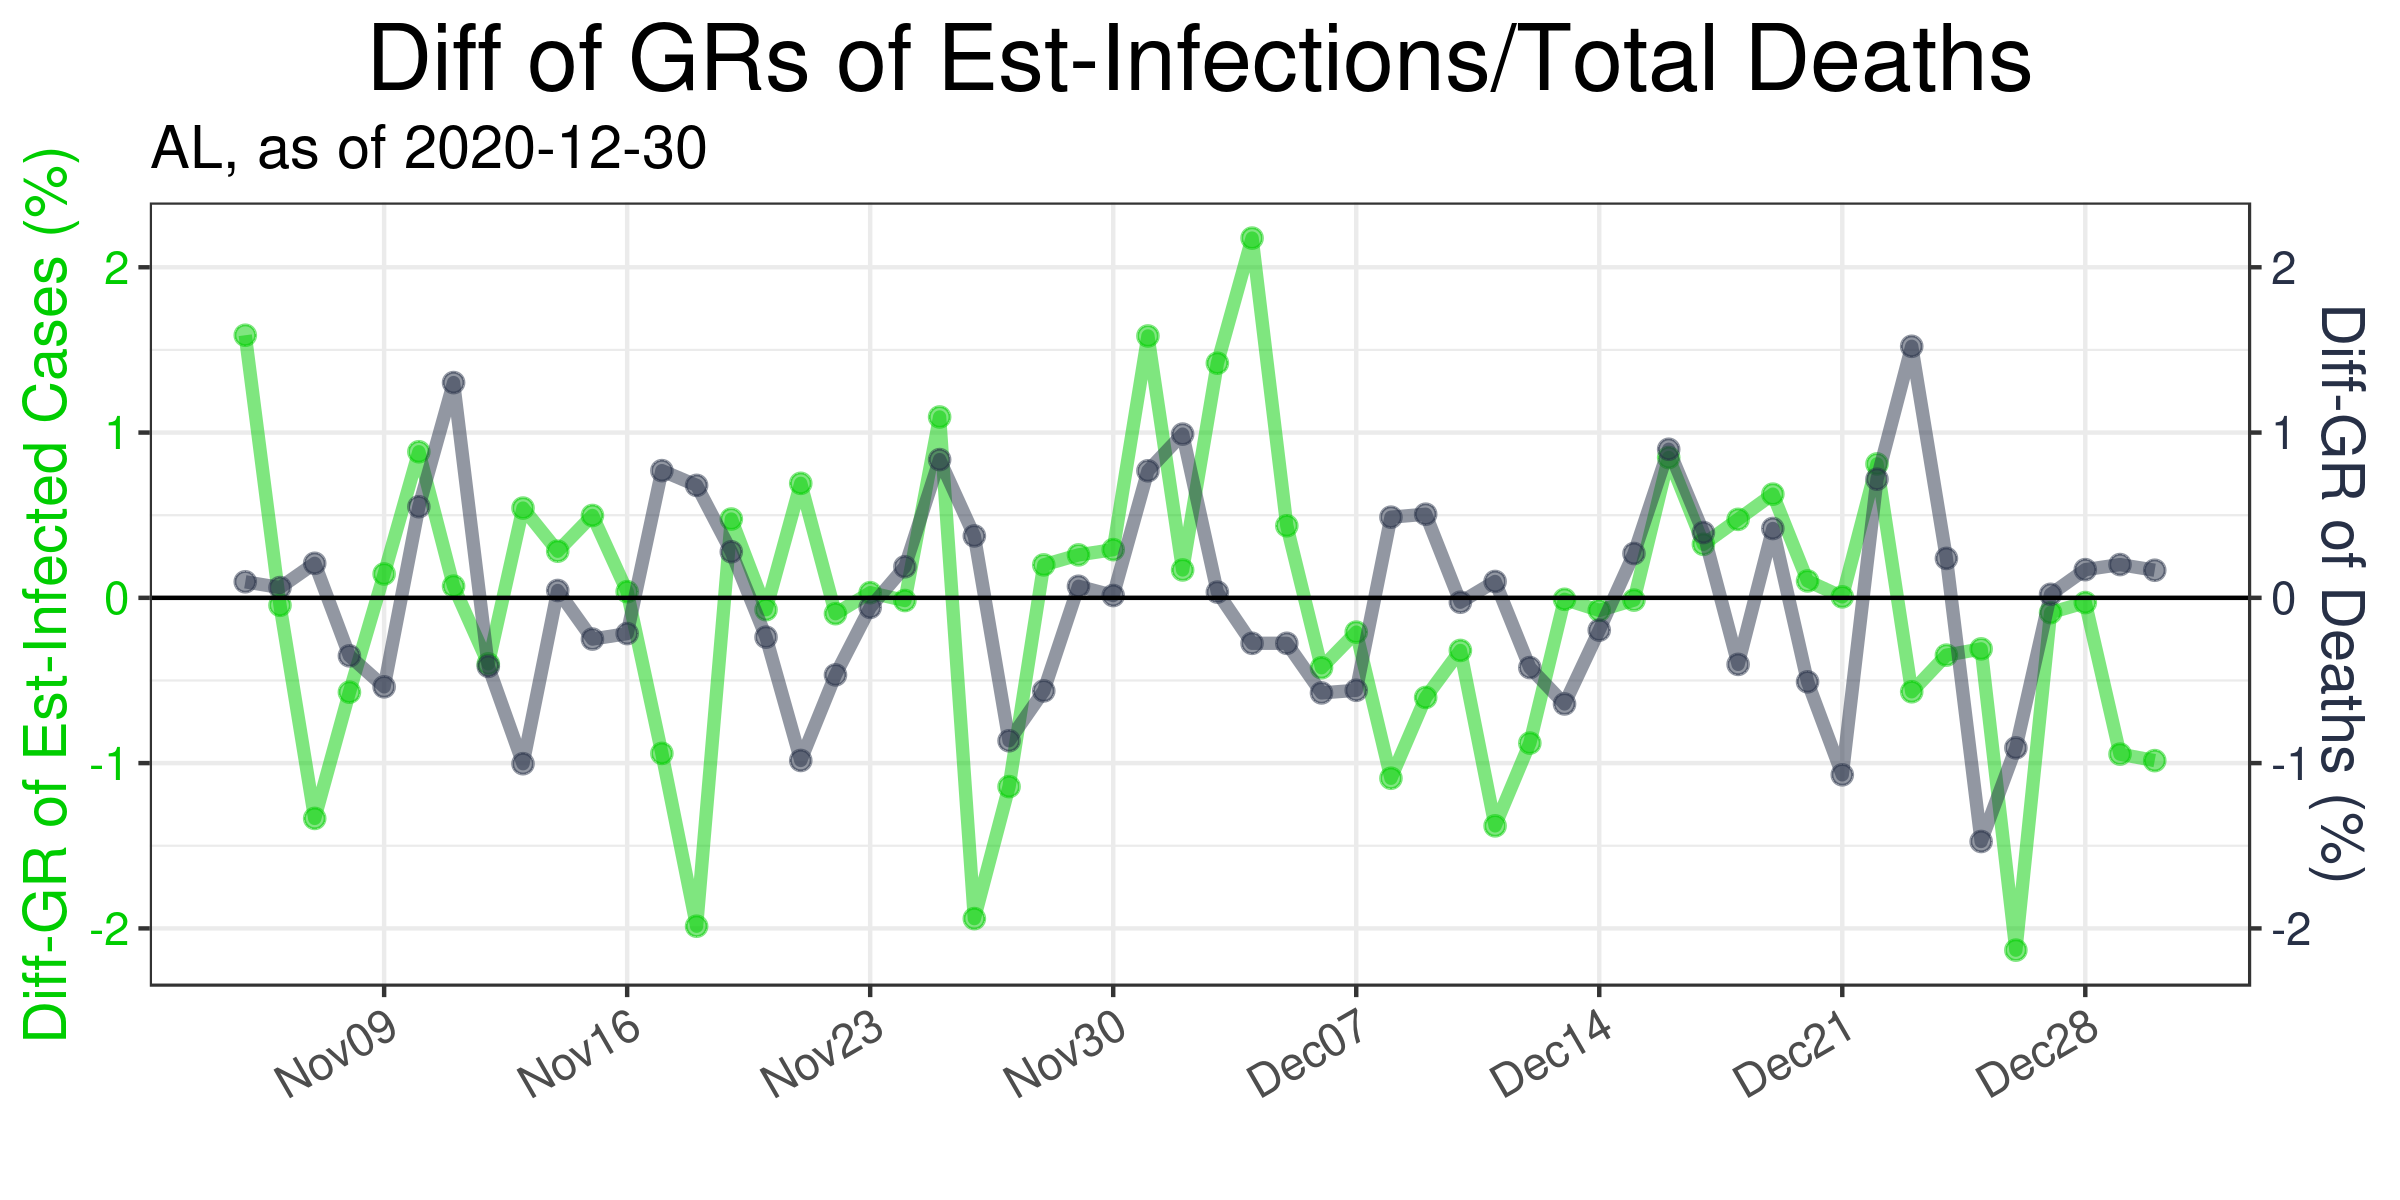 Diff of GRs of Est-Infections/Total Deaths
AL, as of 2020-12-30
Diff-GR of Est-Infected Cases (%)
2
1
0
-1
-2
2
1
0
-1
-2
Diff-GR of Deaths (%)
Nov09
Nov16
Nov23
Nov30
Dec07
Dec14
Dec21
Dec28